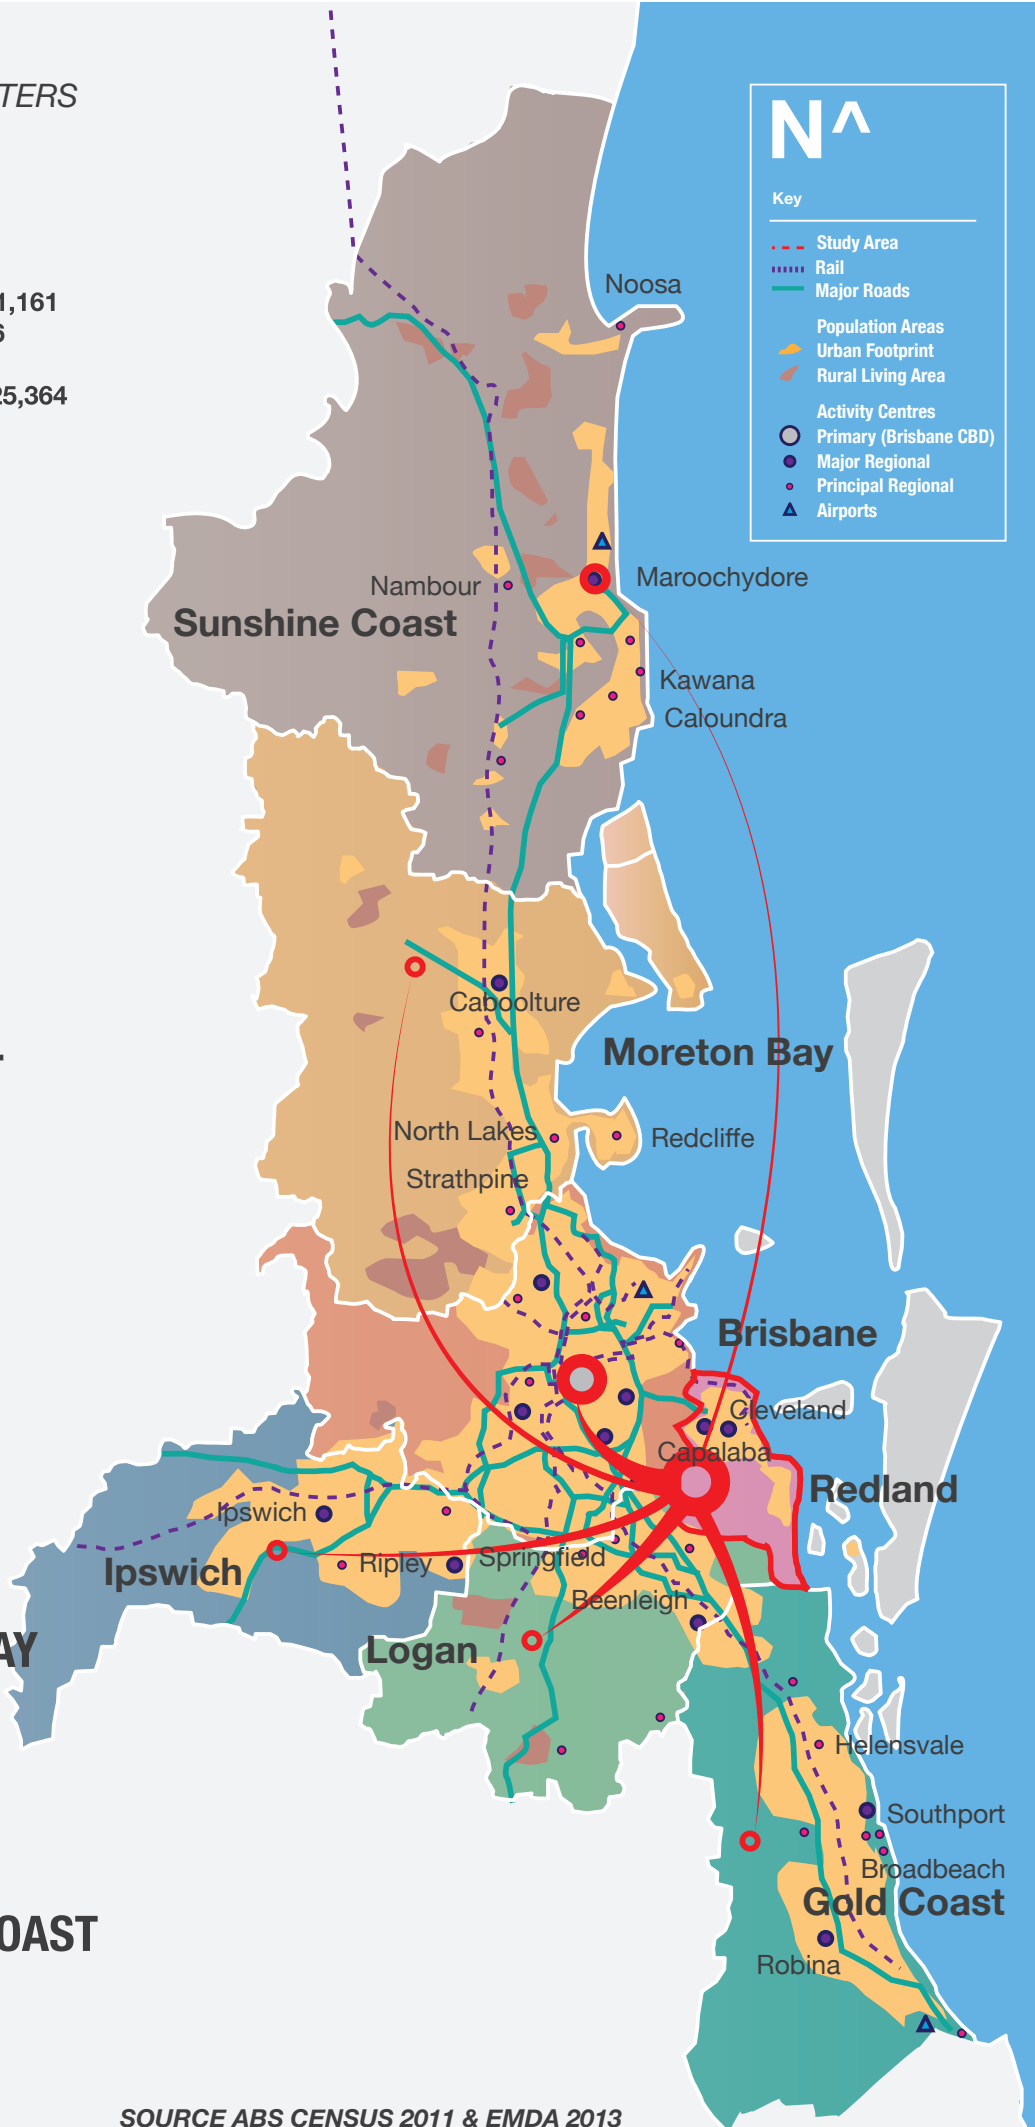 TERS
N^
Key
Study Area
Rail
Major Roads
Population Areas
Urban Footprint
Rural Living Area
Activity Centres
Primary (Brisbane CBD)
Major Regional
Principal Regional
Airports
1,161
6
25,364
Noosa
Nambour
Maroochydore
Sunshine Coast
Kawana
Caloundra
Caboolture
Moreton Bay
North Lakes
Redcliffe
Strathpine
Brisbane
Cleveland
Capalaba
Redland
Ipswich
Ipswich
Ripley
Springfield
Beenleigh
AY
Logan
Helensvale
Southport
Broadbeach
Gold Coast
OAST
Robina
SOURCE ABS CENSUS 2011 & EMDA 2013